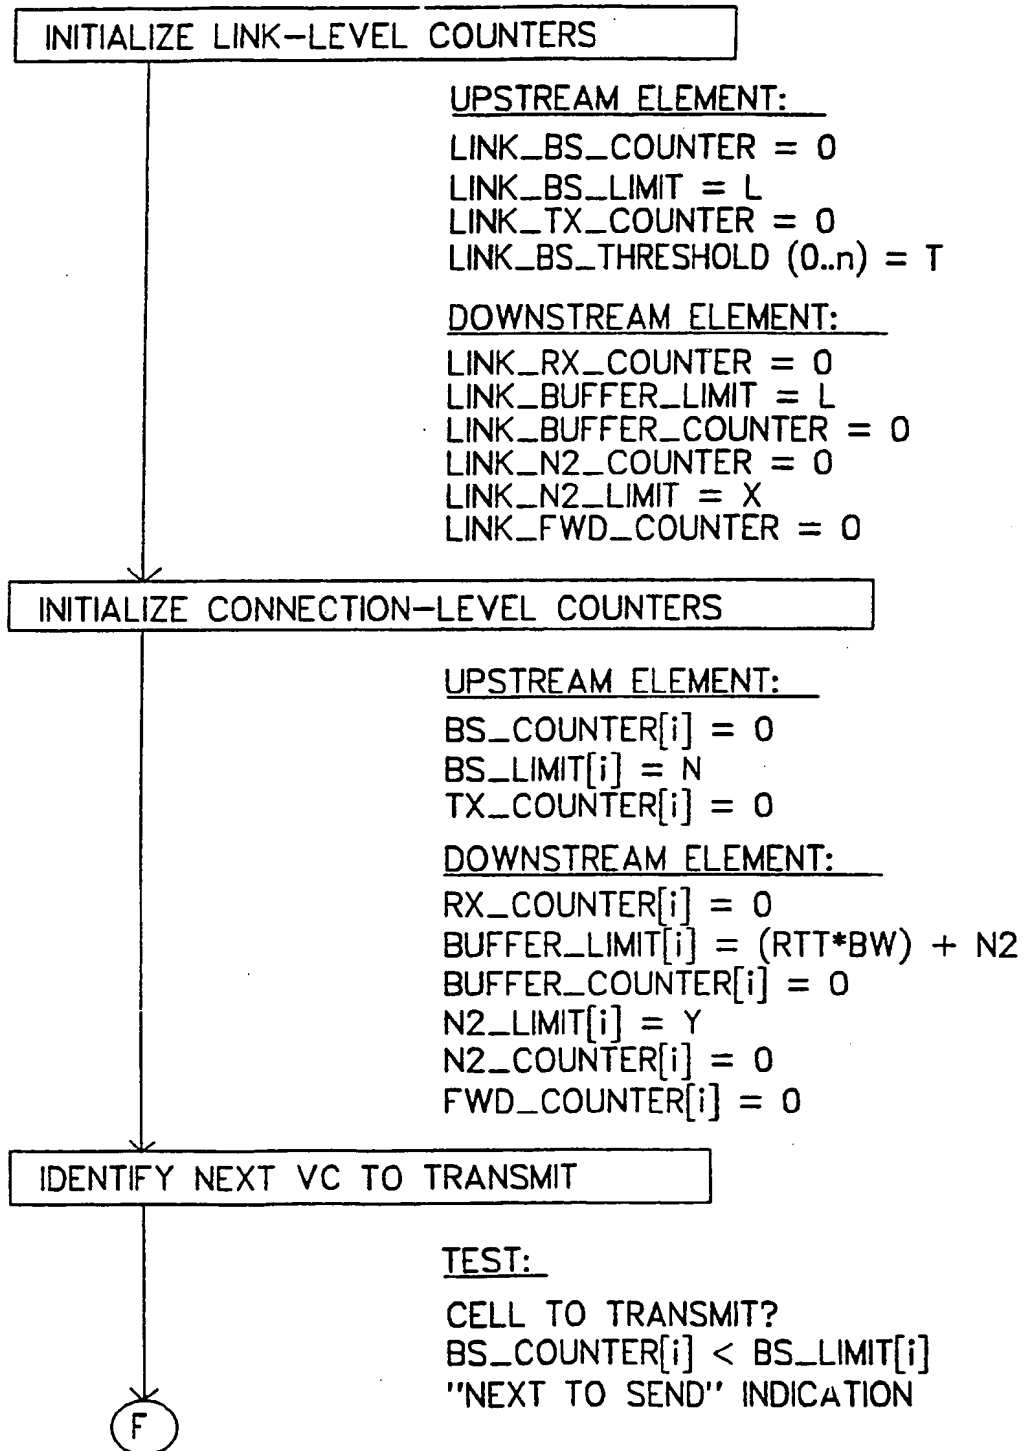 INITIALIZE LINK-LEVEL COUNTERS
UPSTREAM ELEMENT:
LINK_BS_COUNTER = 0
LINK_BS_LIMIT = L
LINK_TX_COUNTER = 0
LINK_BS_THRESHOLD (0..n) = T
DOWNSTREAM ELEMENT:
LINK_RX_COUNTER = 0
LINK_BUFFER_LIMIT = L
LINK_BUFFER_COUNTER = 0
LINK_N2_COUNTER = 0
LINK_N2_LIMIT = X
LINK_FWD_COUNTER = 0
INITIALIZE CONNECTION-LEVEL COUNTERS
UPSTREAM ELEMENT:
BS_COUNTER[i] = 0
BS_LIMIT[i] = N
TX_COUNTER[i] = 0
DOWNSTREAM ELEMENT:
RX_COUNTER[i] = 0
BUFFER_LIMIT[i] = (RTT*BW) + N2
BUFFER_COUNTER[i] = 0
N2_LIMIT[i] = Y
N2_COUNTER[i] = 0
FWD_COUNTER[i] = 0
IDENTIFY NEXT VC TO TRANSMIT
TEST:
CELL TO TRANSMIT?
BS_COUNTER[i] < BS_LIMIT[i]
"NEXT TO SEND" INDICATION
F